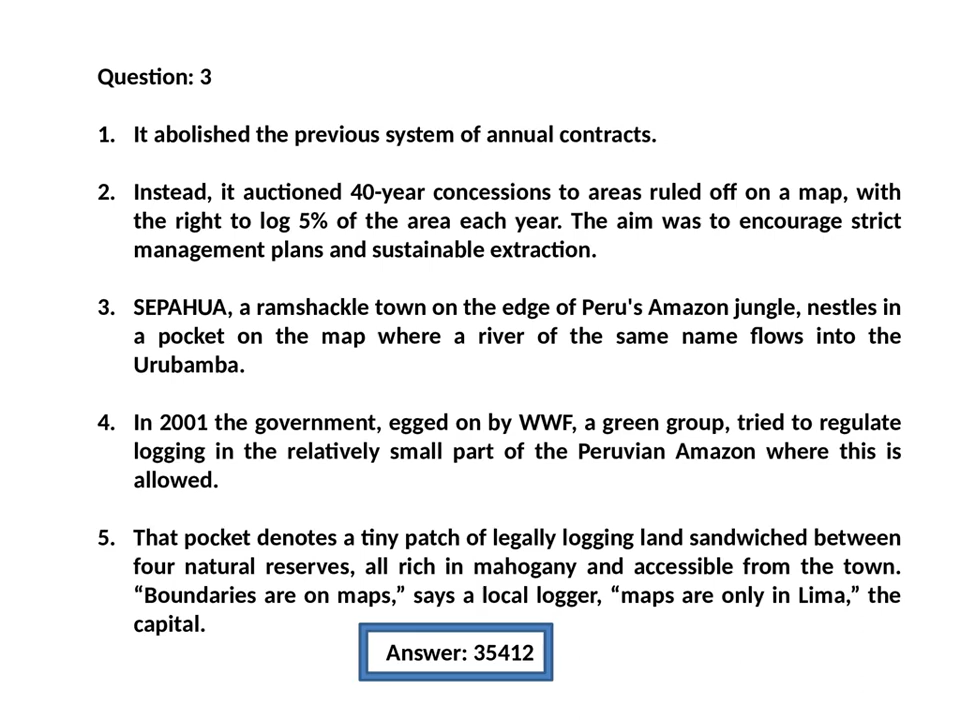 Question: 3
1. It abolished the previous system of annual contracts.
2. Instead, it auctioned 40-year concessions to areas ruled off on a map, with
the right to log 5% of the area each year. The aim was to encourage strict
management plans and sustainable extraction.
3. SEPAHUA, a ramshackle town on the edge of Peru's Amazon jungle, nestles in
a pocket on the map where a river of the same name flows into the
Urubamba.
4. In 2001 the government, egged on by WWF, a green group, tried to regulate
logging in the relatively small part of the Peruvian Amazon where this is
allowed.
5. That pocket denotes a tiny patch of legally logging land sandwiched between
four natural reserves, all rich in mahogany and accessible from the town.
“Boundaries are on maps,” says a local logger, “maps are only in Lima,” the
capital.
Answer: 35412